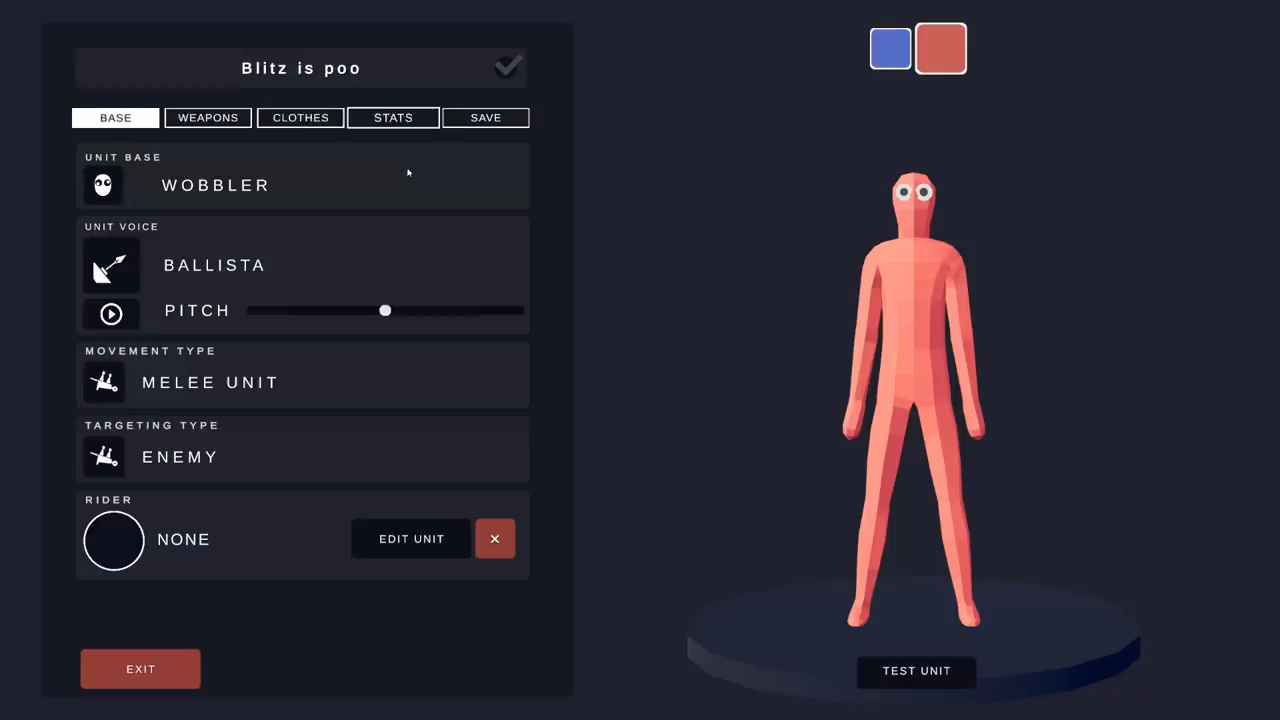 Blitz is poo
BASE
WEAPONS
CLOTHES
STATS
SAVE
UNIT BASE
WOBBLER
UNIT VOICE
BALLISTA
PITCH
MOVEMENT TYPE
MELEE UNIT
TARGETING TYPE
ENEMY
RIDER
NONE
EDIT UNIT
×
EXIT
TEST UNIT